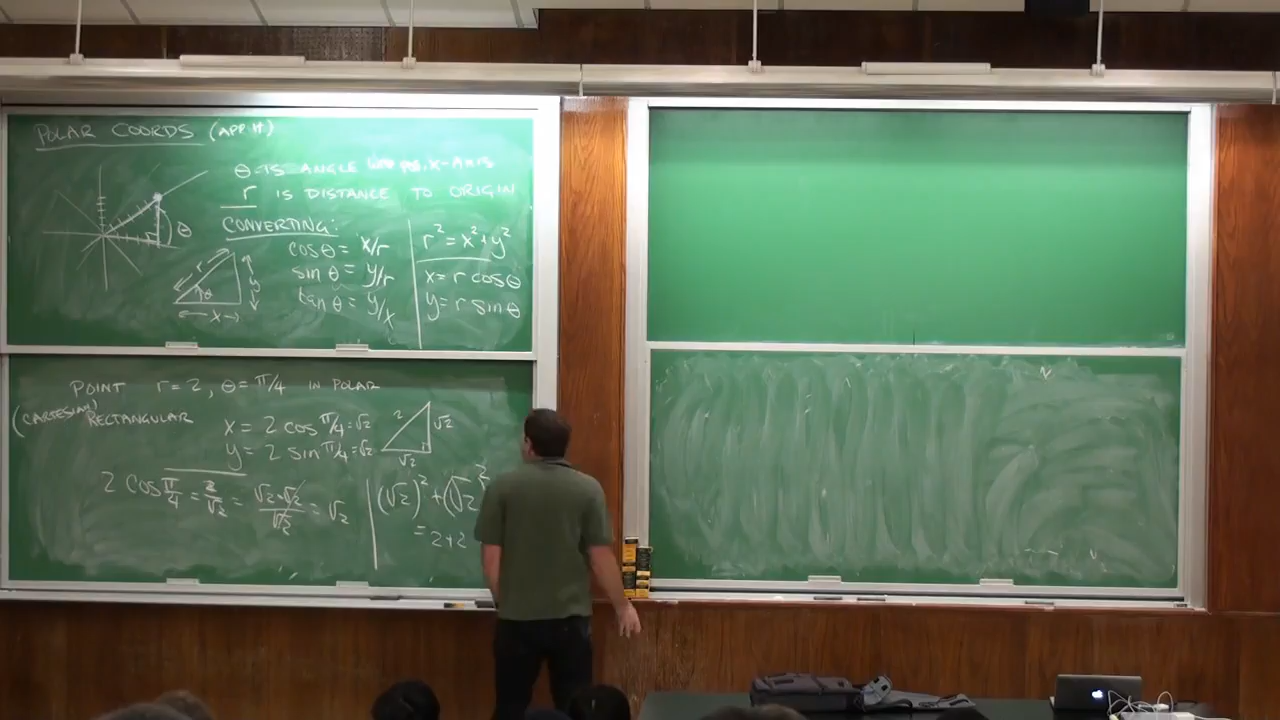 POLAR COORDS (APP. H)
θ IS ANGLE WITH POS. X-AXIS
r IS DISTANCE TO ORIGIN
θ
CONVERTING:
cos θ = x/r
sin θ = y/r
tan θ = y/x
r² = x² + y²
x = r cos θ
y = r sin θ
r
θ
y
x
POINT r = 2, θ = π/4 IN POLAR
(CARTESIAN)
RECTANGULAR
x = 2 cos π/4 = √2
y = 2 sin π/4 = √2
2
√2
√2
2 cos π/4 = 2/√2 = √2·√2/√2 = √2
(√2)² + (√2
= 2+2